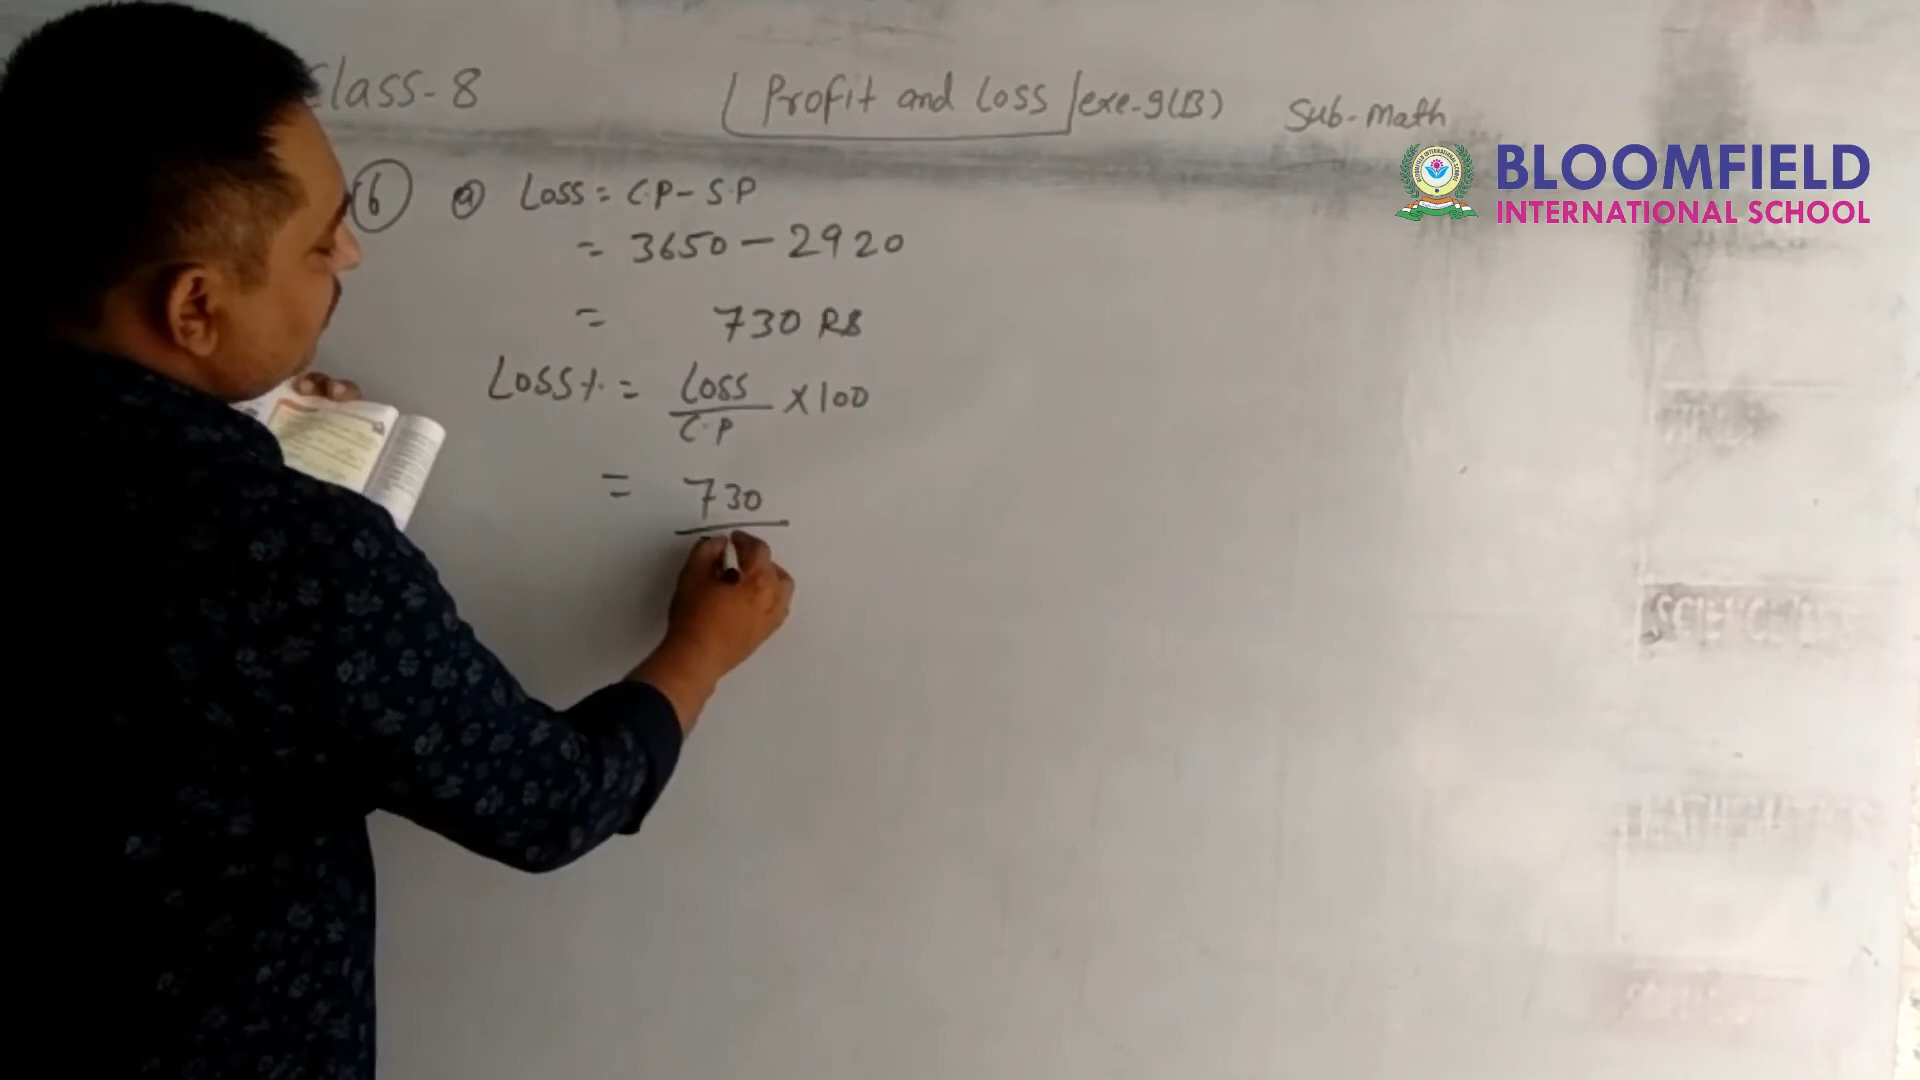 Class-8
Profit and Loss exe-9(B) Sub-Math
BLOOMFIELD
INTERNATIONAL SCHOOL
6 a Loss = C.P - S.P
= 3650 - 2920
= 730 RS
Loss% = Loss/C.P × 100
= 730